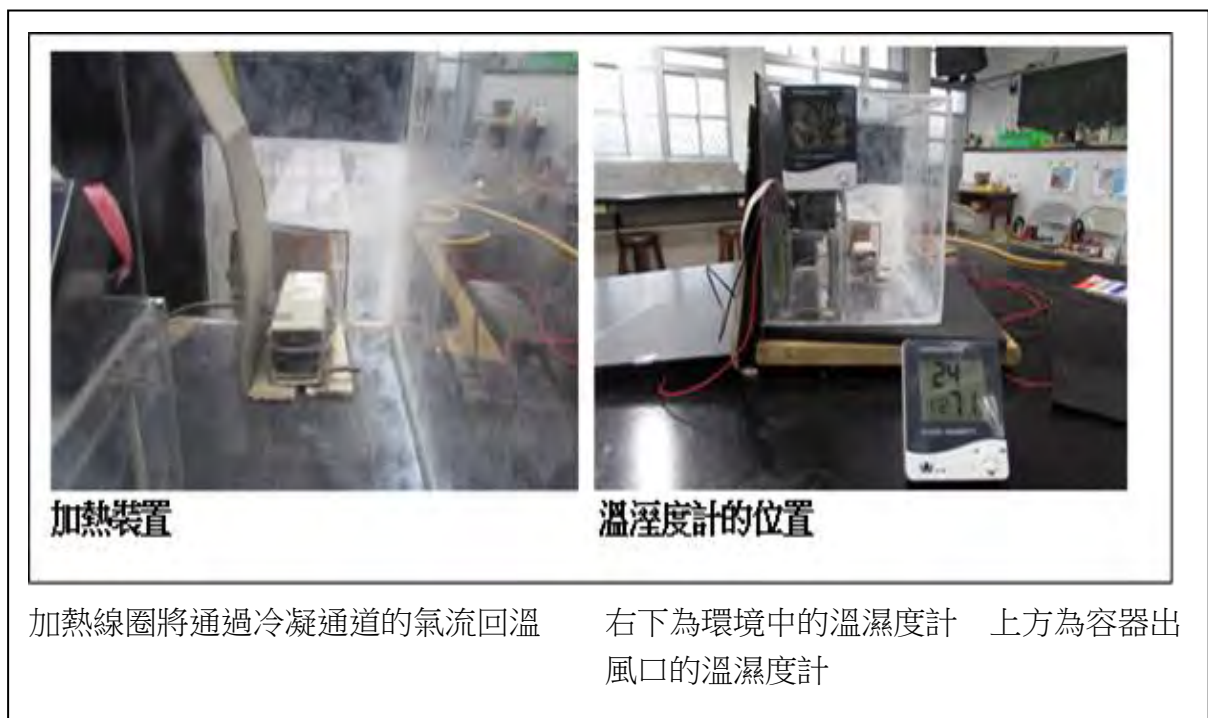 24
71
加熱裝置
溫溼度計的位置
加熱線圈將通過冷凝通道的氣流回溫
右下為環境中的溫濕度計　上方為容器出
風口的溫濕度計